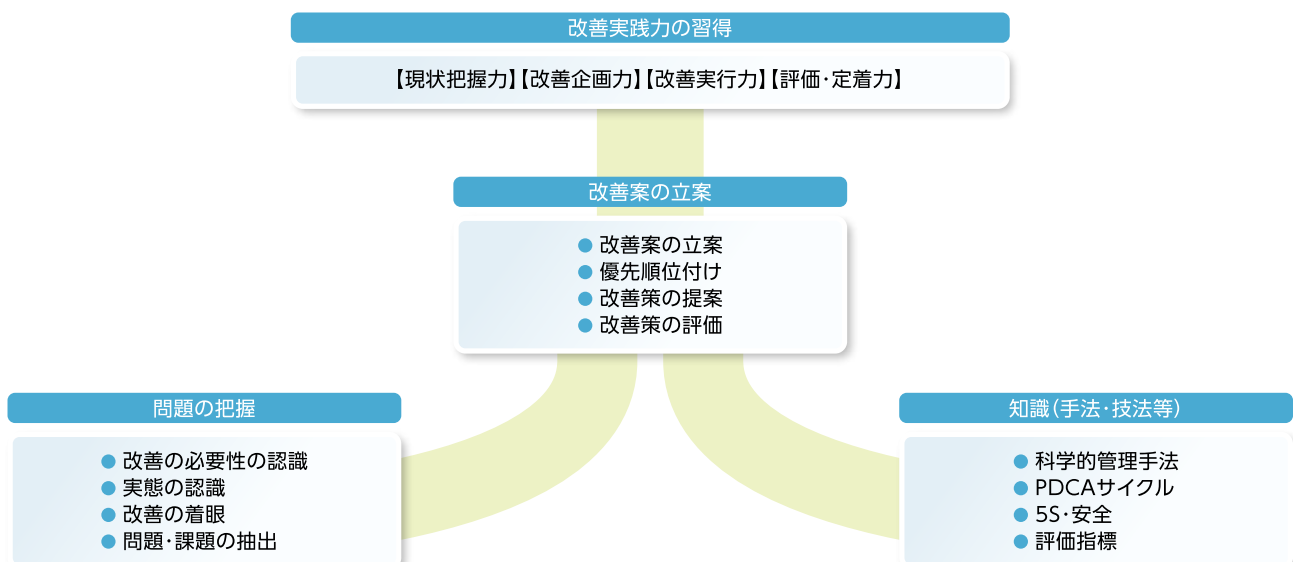 改善実践力の習得
【現状把握力】【改善企画力】【改善実行力】【評価・定着力】
改善案の立案
● 改善案の立案
● 優先順位付け
● 改善策の提案
● 改善策の評価
問題の把握
● 改善の必要性の認識
● 実態の認識
● 改善の着眼
● 問題・課題の抽出
知識（手法・技法等）
● 科学的管理手法
● PDCAサイクル
● 5S・安全
● 評価指標